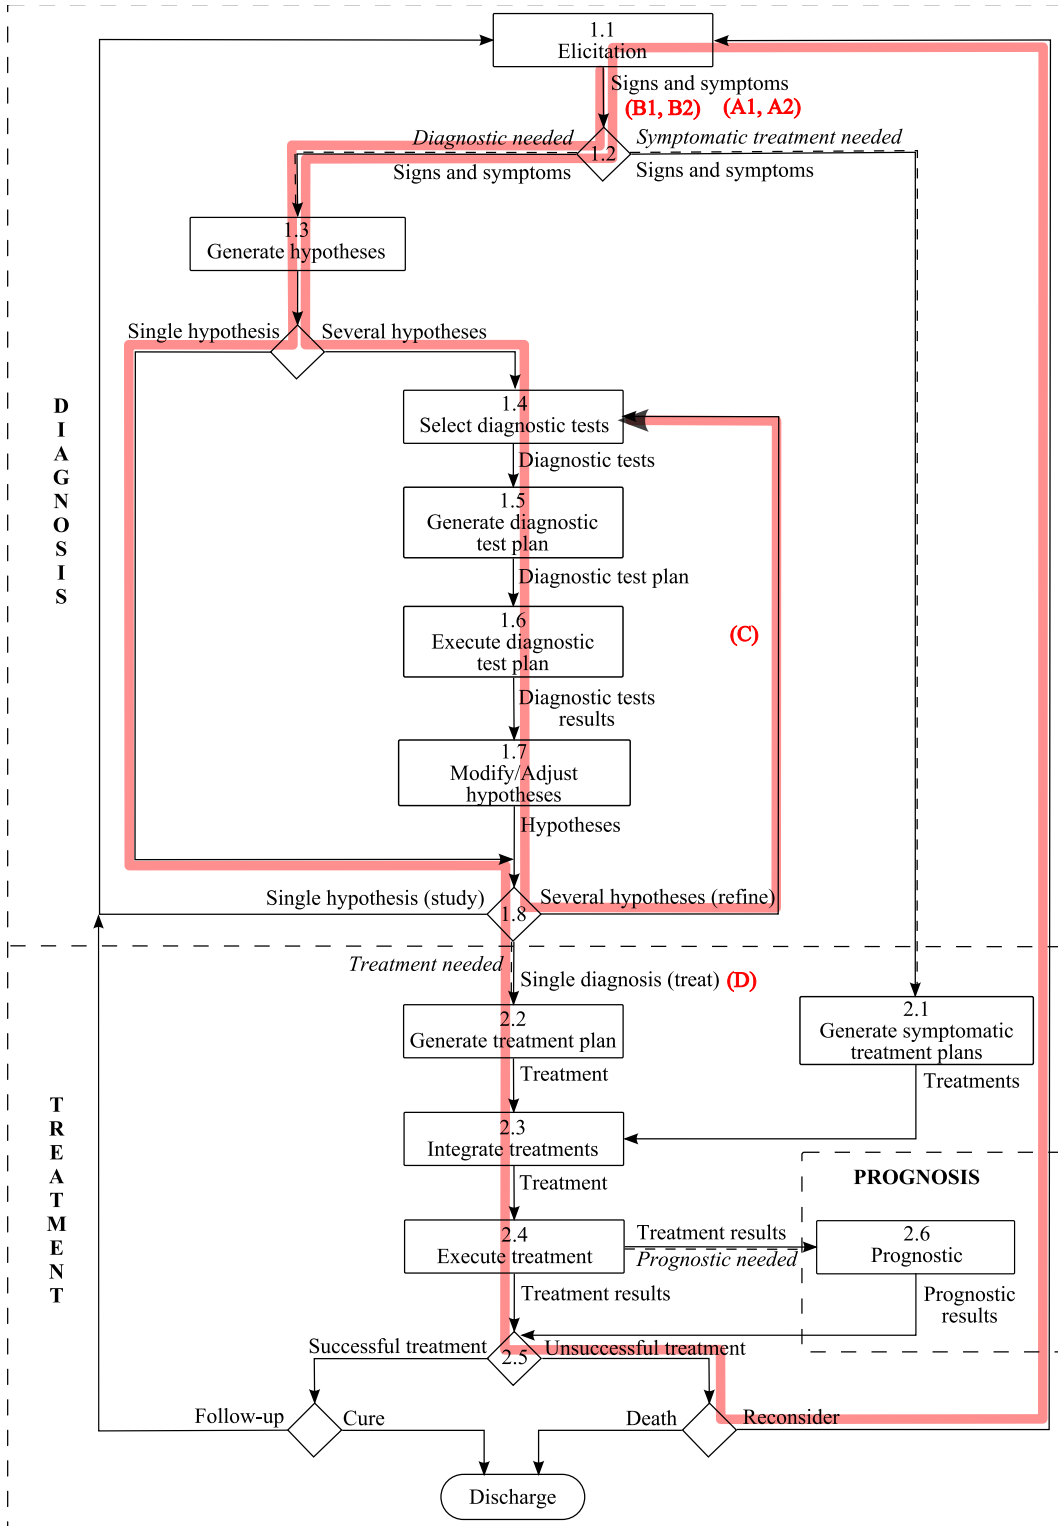 1.1
Elicitation
Signs and symptoms
(B1, B2) (A1, A2)
Diagnostic needed
Symptomatic treatment needed
1.2
Signs and symptoms
Signs and symptoms
1.3
Generate hypotheses
Single hypothesis
Several hypotheses
DIAGNOSIS
1.4
Select diagnostic tests
Diagnostic tests
1.5
Generate diagnostic
test plan
Diagnostic test plan
1.6
Execute diagnostic
test plan
(C)
Diagnostic tests
results
1.7
Modify/Adjust
hypotheses
Hypotheses
Single hypothesis (study)
Several hypotheses (refine)
1.8
Treatment needed
Single diagnosis (treat) (D)
2.2
Generate treatment plan
2.1
Generate symptomatic
treatment plans
Treatment
Treatments
TREATMENT
2.3
Integrate treatments
Treatment
PROGNOSIS
2.4
Execute treatment
Treatment results
Prognostic needed
2.6
Prognostic
Treatment results
Prognostic
results
Successful treatment
Unsuccessful treatment
2.5
Follow-up
Cure
Death
Reconsider
Discharge